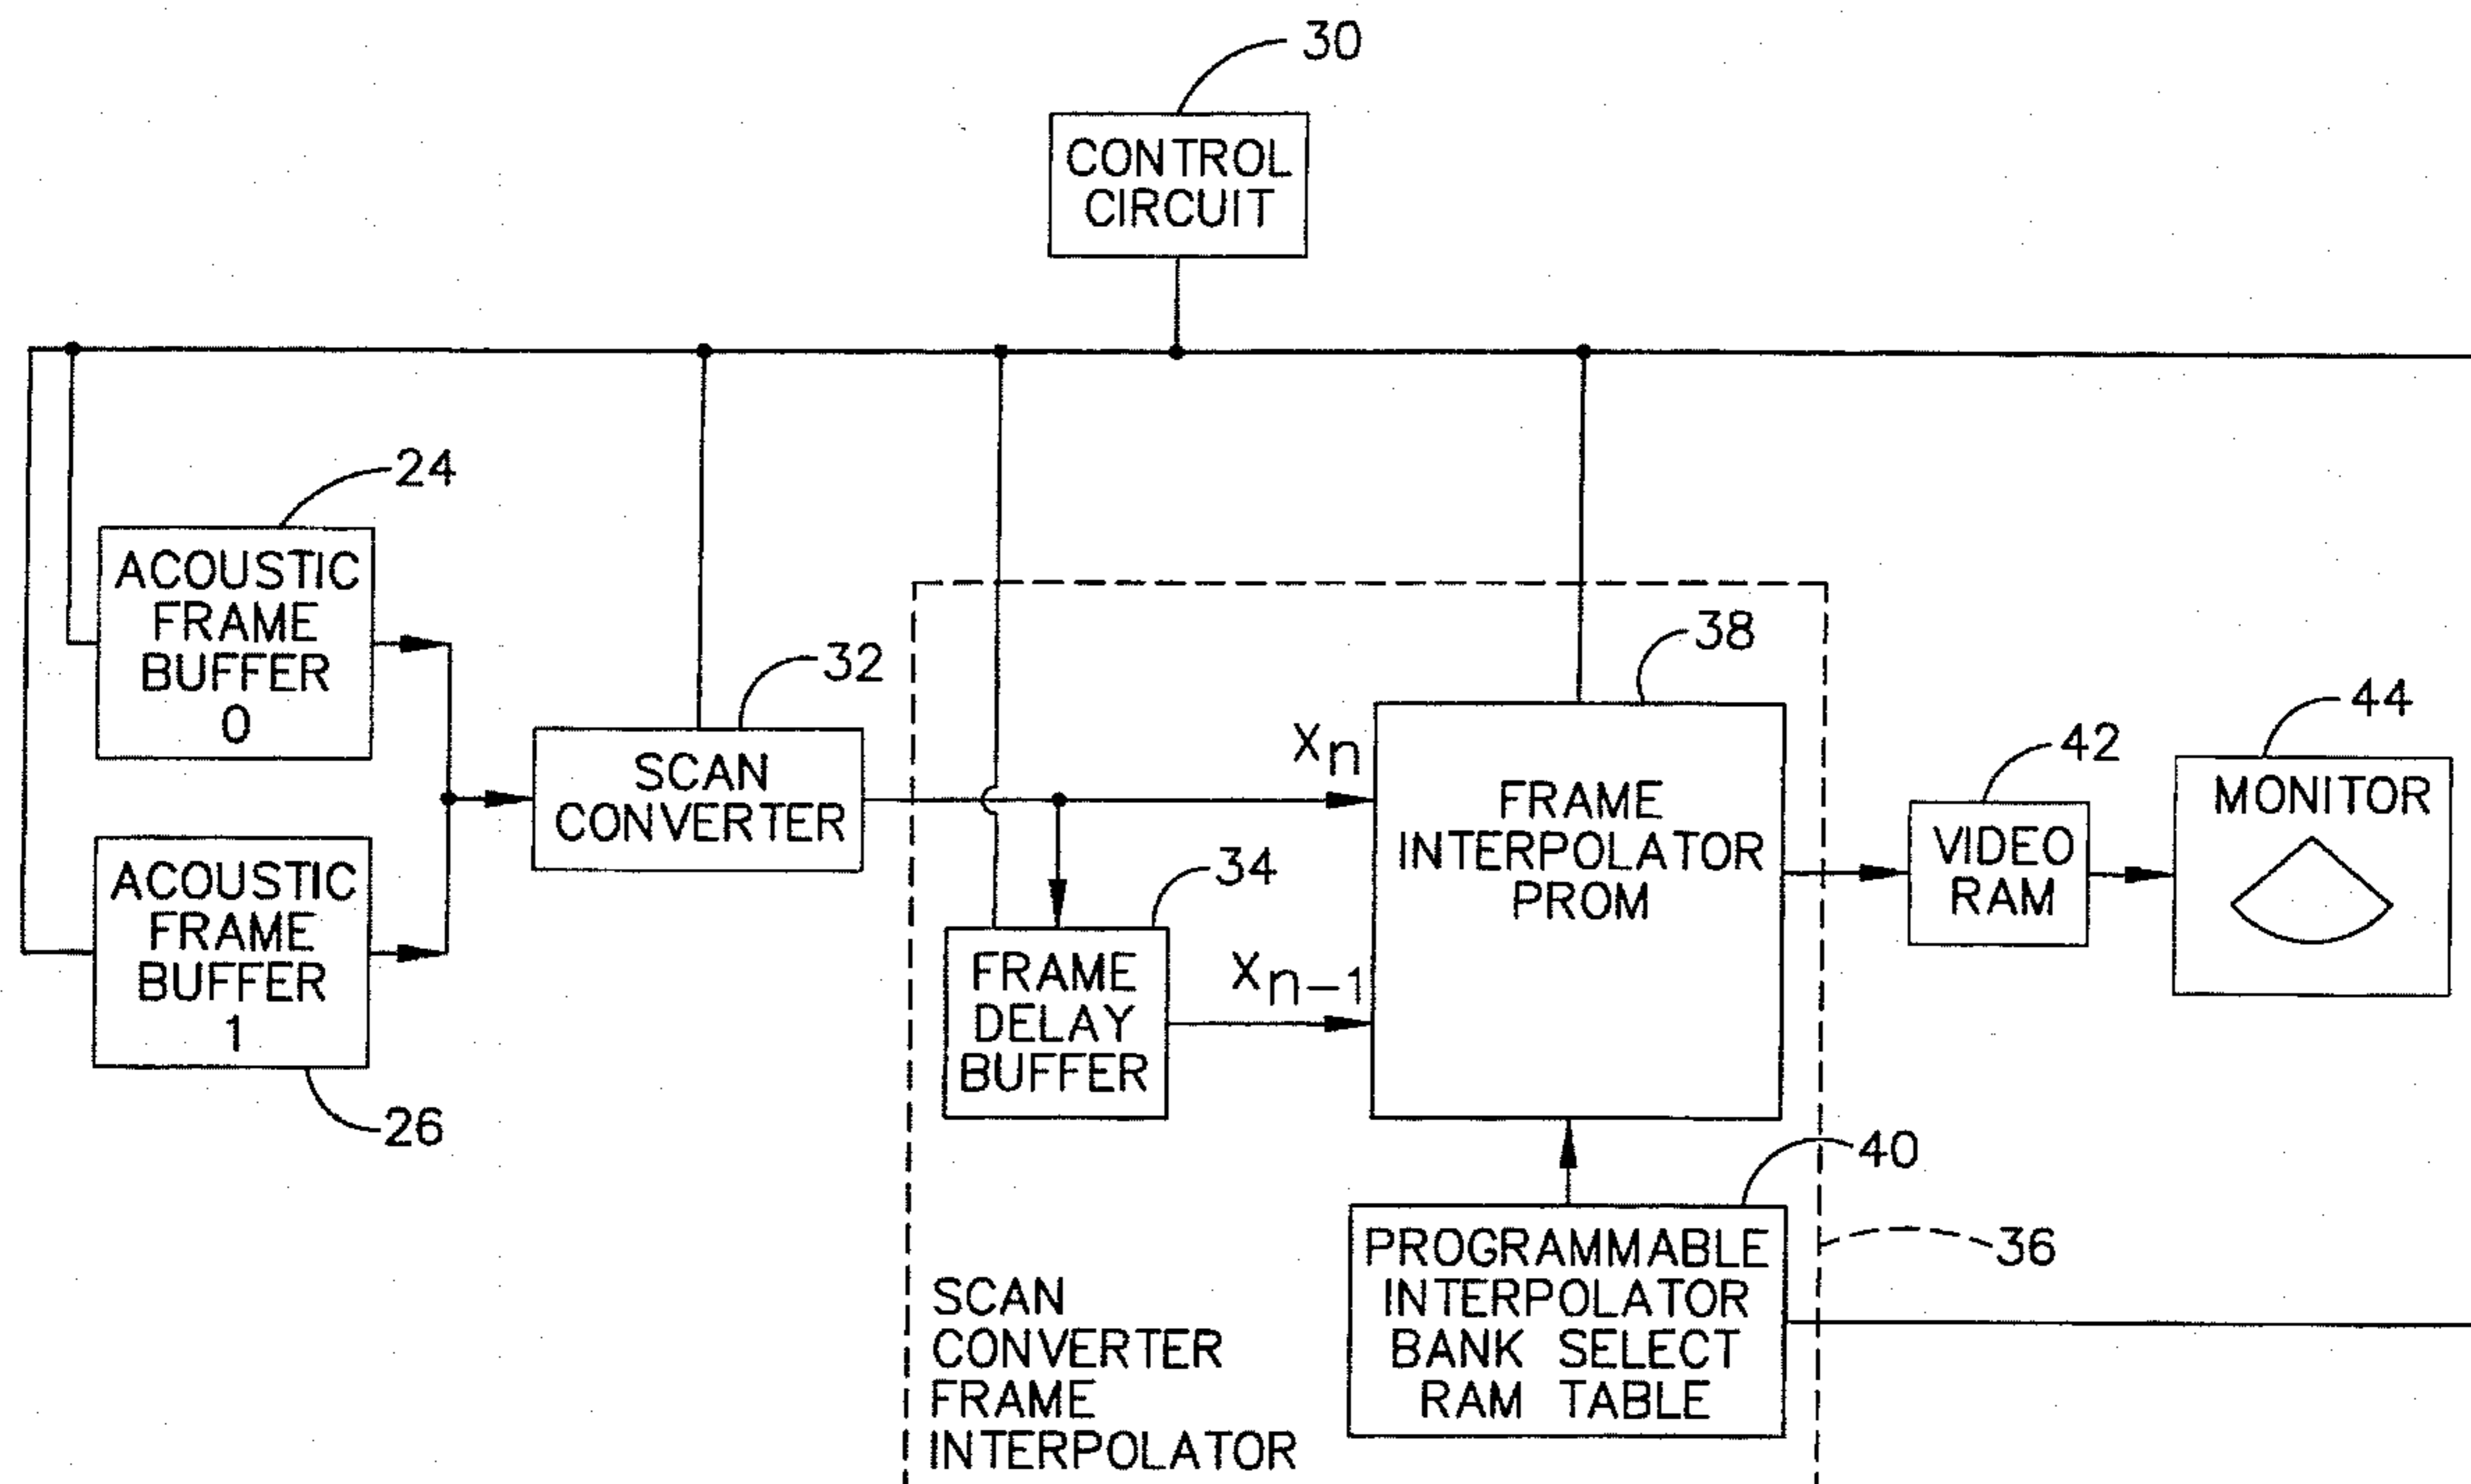 30
CONTROL
CIRCUIT
24
ACOUSTIC
FRAME
BUFFER
0
32
SCAN
CONVERTER
ACOUSTIC
FRAME
BUFFER
1
26
38
Xn
FRAME
INTERPOLATOR
PROM
34
FRAME
DELAY
BUFFER
Xn-1
42
VIDEO
RAM
44
MONITOR
40
PROGRAMMABLE
INTERPOLATOR
BANK SELECT
RAM TABLE
36
SCAN
CONVERTER
FRAME
INTERPOLATOR